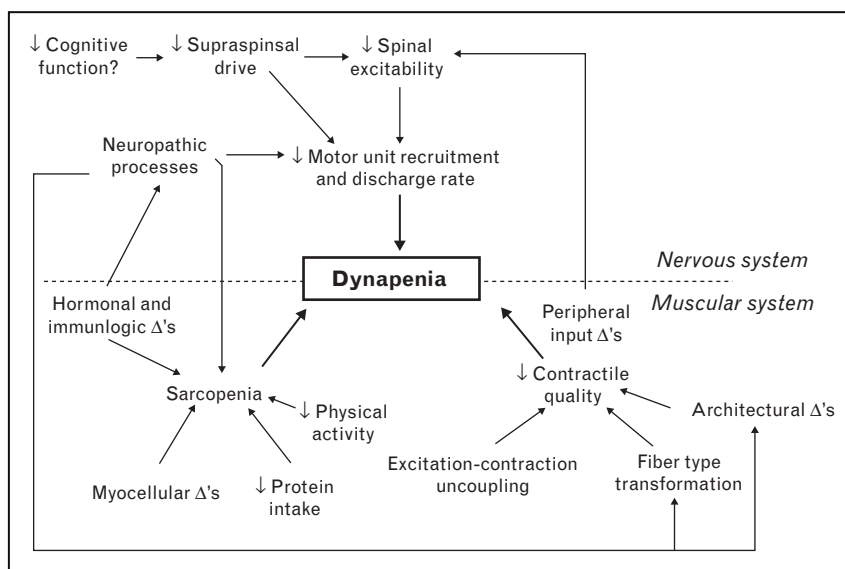 ↓ Cognitive
function?
↓ Supraspinsal
drive
↓ Spinal
excitability
Neuropathic
processes
↓ Motor unit recruitment
and discharge rate
Dynapenia
Nervous system
Muscular system
Hormonal and
immunlogic Δ's
Peripheral
input Δ's
Sarcopenia
↓ Physical
activity
↓ Contractile
quality
Architectural Δ's
Myocellular Δ's
↓ Protein
intake
Excitation-contraction
uncoupling
Fiber type
transformation